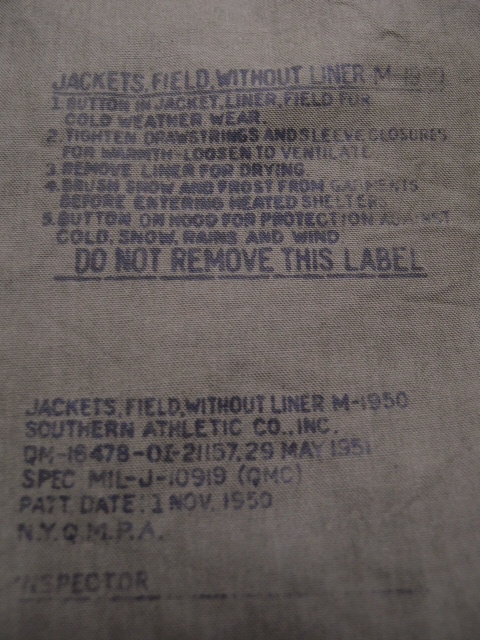 JACKETS, FIELD, WITHOUT LINER M-1950
1. BUTTON IN JACKET, LINER, FIELD FOR
COLD WEATHER WEAR.
2. TIGHTEN DRAWSTRINGS AND SLEEVE CLOSURES
FOR WARMTH-LOOSEN TO VENTILATE
3. REMOVE LINER FOR DRYING
4. BRUSH SNOW AND FROST FROM GARMENTS
BEFORE ENTERING HEATED SHELTERS
5. BUTTON ON HOOD FOR PROTECTION AGAINST
COLD, SNOW, RAINS AND WIND
DO NOT REMOVE THIS LABEL
JACKETS, FIELD, WITHOUT LINER M-1950
SOUTHERN ATHLETIC CO., INC.
QM-16478-OI-21157, 29 MAY 1951
SPEC MIL-J-10919 (QMC)
PATT. DATE: 1 NOV. 1950
N.Y.Q.M.P.A.
INSPECTOR